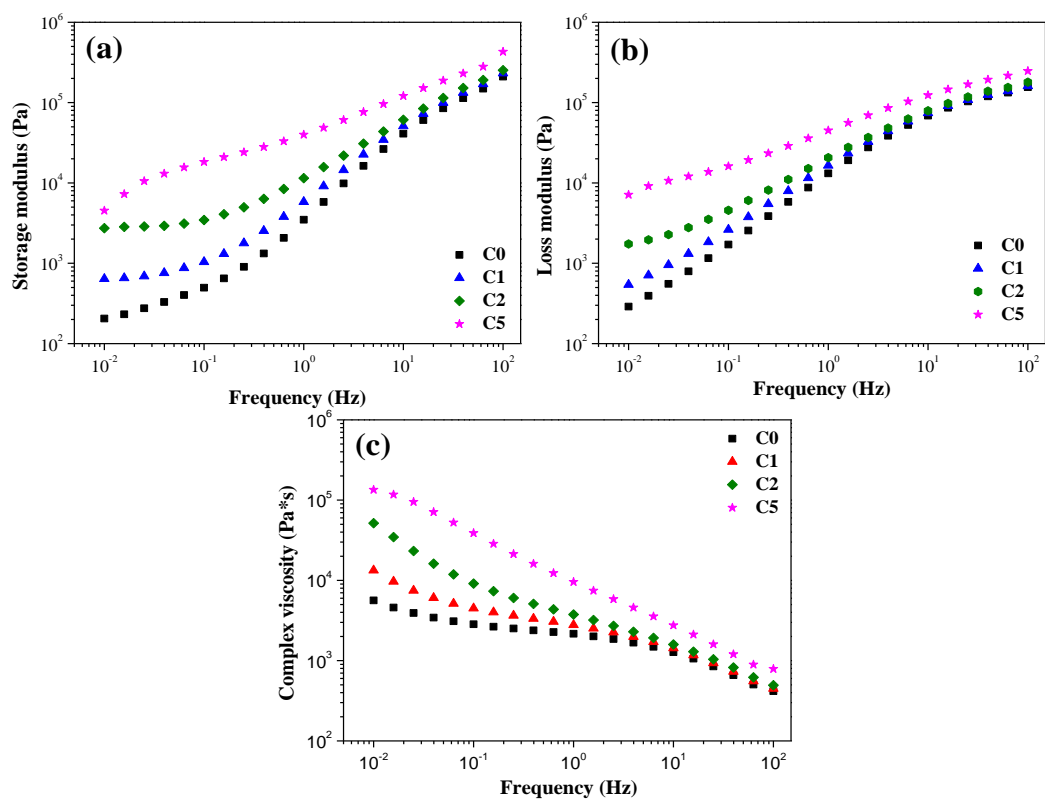 (a)
Storage modulus (Pa)
10^6
10^5
10^4
10^3
10^2
C0
C1
C2
C5
10^-2
10^-1
10^0
10^1
10^2
Frequency (Hz)
(b)
Loss modulus (Pa)
10^6
10^5
10^4
10^3
10^2
C0
C1
C2
C5
10^-2
10^-1
10^0
10^1
10^2
Frequency (Hz)
(c)
Complex viscosity (Pa*s)
10^6
10^5
10^4
10^3
10^2
C0
C1
C2
C5
10^-2
10^-1
10^0
10^1
10^2
Frequency (Hz)